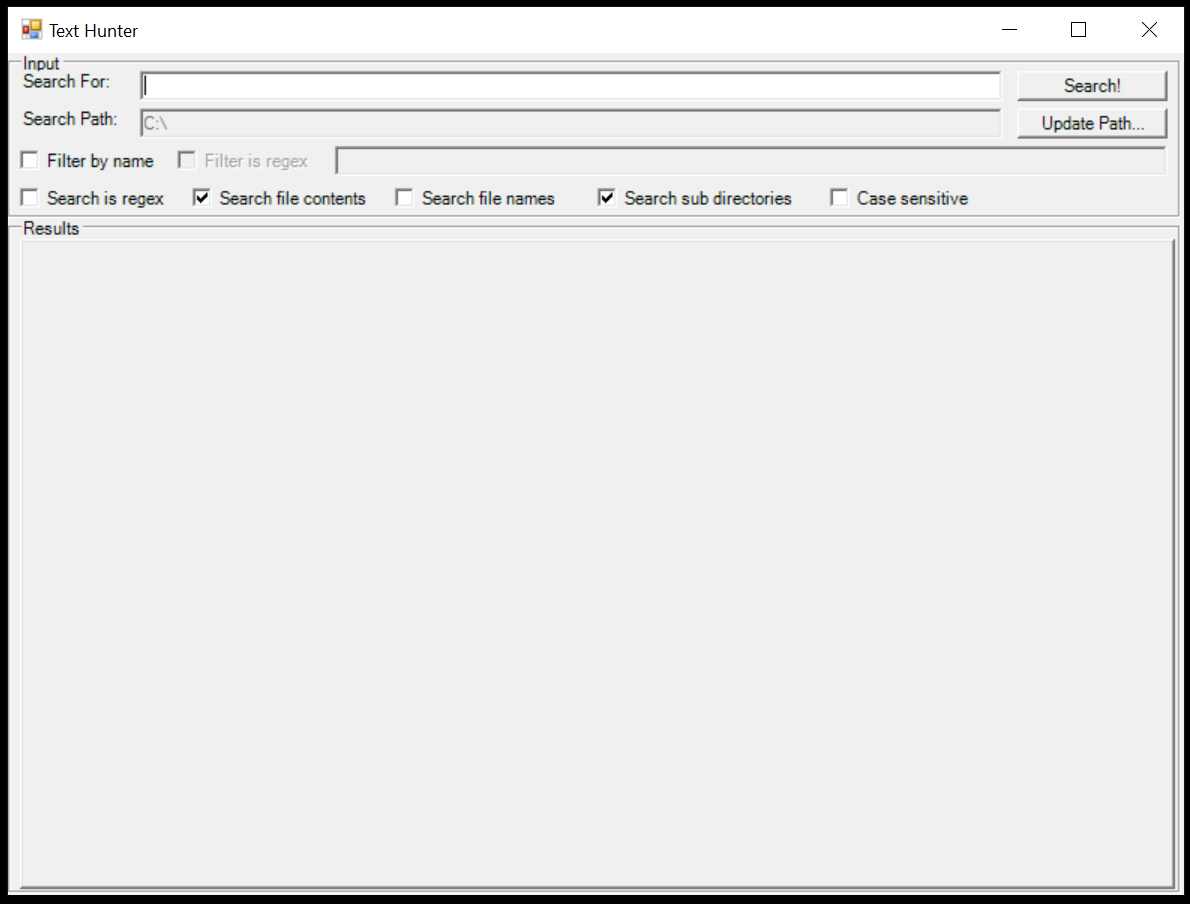 Text Hunter
Input
Search For:
Search!
Search Path:
C:\
Update Path...
Filter by name
Filter is regex
Search is regex
Search file contents
Search file names
Search sub directories
Case sensitive
Results